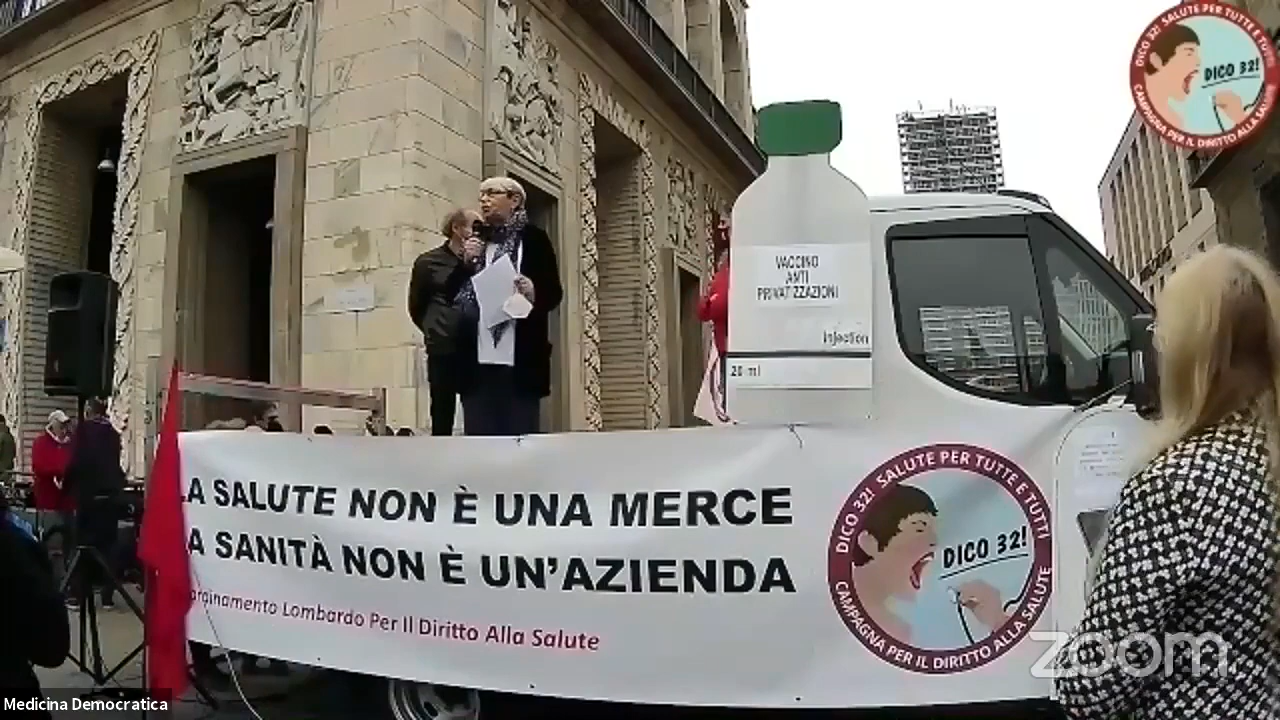 DICO 32! SALUTE PER TUTTE E TUTTI
DICO 32!
CAMPAGNA PER IL DIRITTO ALLA SALUTE
VACCINO
ANTI
PRIVATIZZAZIONI
injection
20 ml
LA SALUTE NON È UNA MERCE
LA SANITÀ NON È UN'AZIENDA
Lombardo Per Il Diritto Alla Salute
DICO 32! SALUTE PER TUTTE E TUTTI
DICO 32!
CAMPAGNA PER IL DIRITTO ALLA SALUTE
zoom
Medicina Democratica